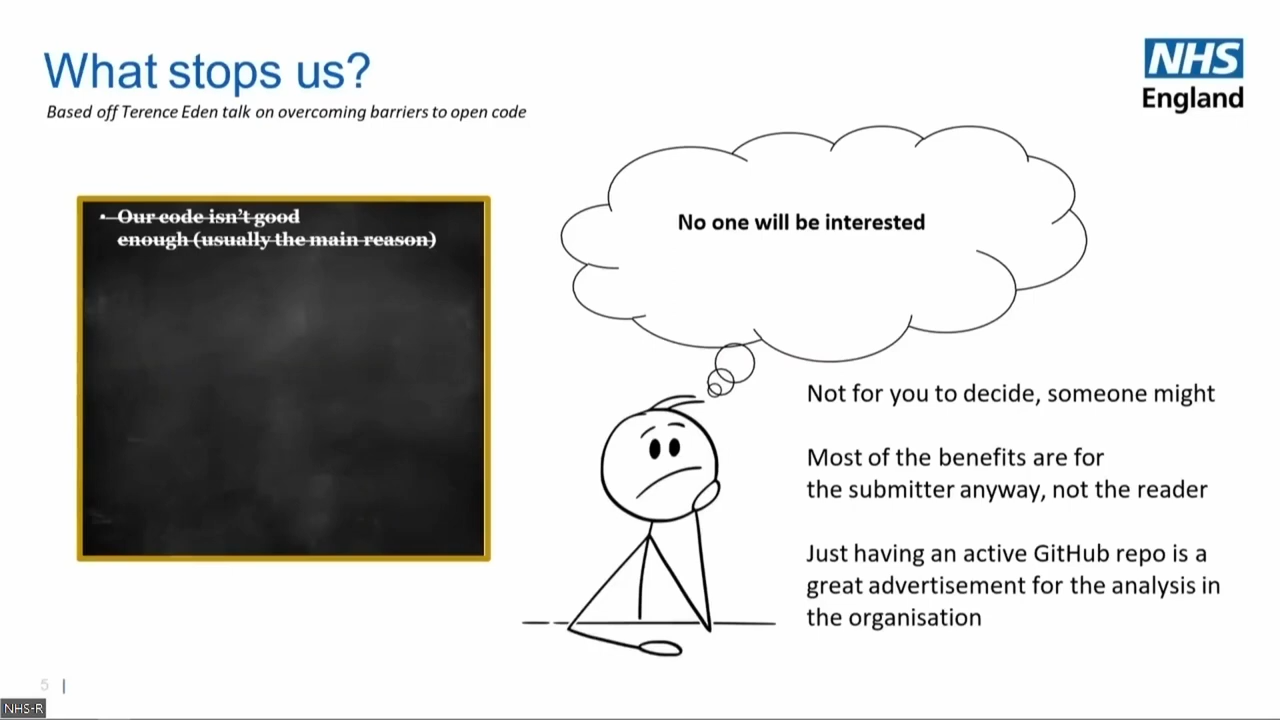 What stops us?
Based off Terence Eden talk on overcoming barriers to open code
NHS
England
• Our code isn't good
enough (usually the main reason)
No one will be interested
Not for you to decide, someone might
Most of the benefits are for
the submitter anyway, not the reader
Just having an active GitHub repo is a
great advertisement for the analysis in
the organisation
5 |
NHS-R